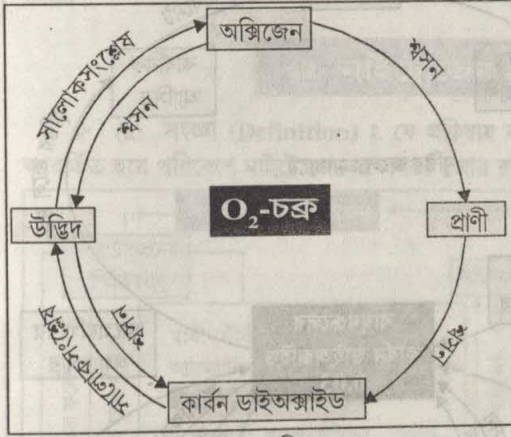 অক্সিজেন
সালোকসংশ্লেষ
শ্বসন
শ্বসন
O₂-চক্র
উদ্ভিদ
প্রাণী
সালোকসংশ্লেষ
শ্বসন
শ্বসন
কার্বন ডাইঅক্সাইড